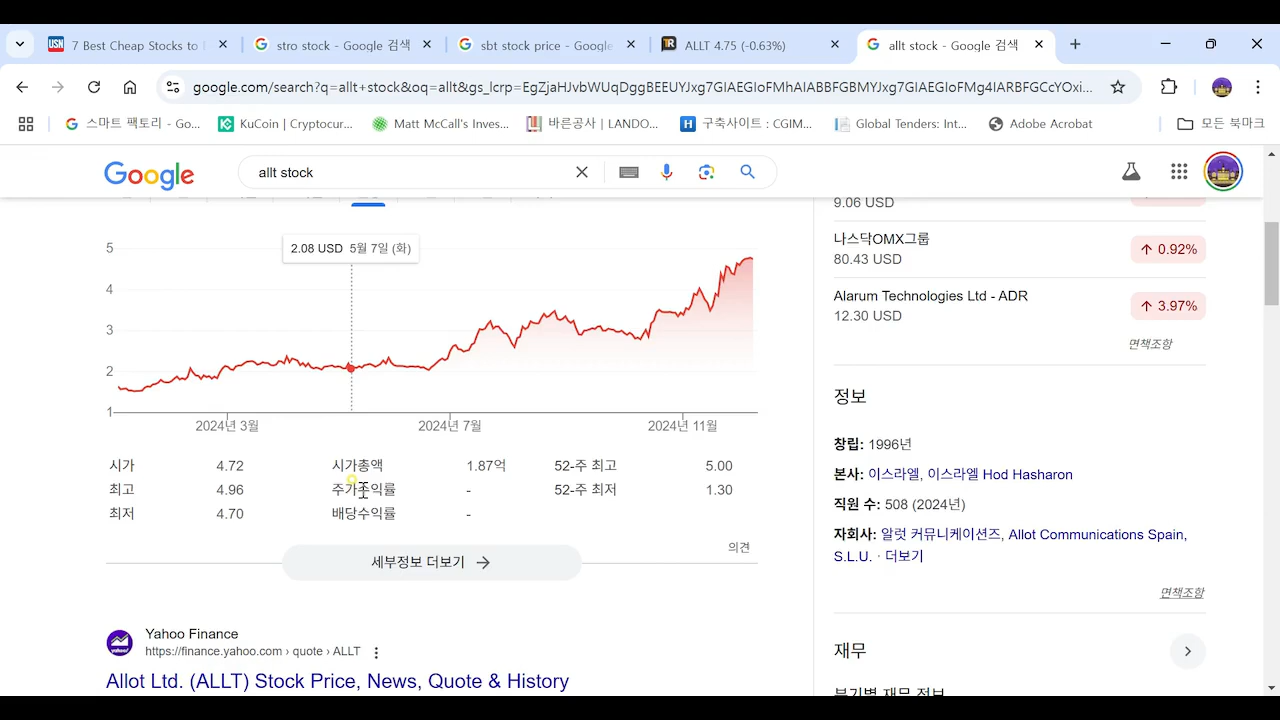 7 Best Cheap Stocks to
stro stock - Google 검색
sbt stock price - Google
ALLT 4.75 (-0.63%)
allt stock - Google 검색
google.com/search?q=allt+stock&oq=allt&gs_lcrp=EgZjaHJvbWUqDggBEEUYJxg7GIAEGIoFMhAIABBFGBMYJxg7GIAEGIoFMg4IARBFGCcYOxi...
스마트 팩토리 - Go...
KuCoin | Cryptocur...
Matt McCall's Inves...
바른공사 | LANDO...
구축사이트 : CGIM...
Global Tenders: Int...
Adobe Acrobat
모든 북마크
Google
allt stock
2.08 USD 5월 7일 (화)
5
4
3
2
1
2024년 3월
2024년 7월
2024년 11월
시가 4.72 시가총액 1.87억 52-주 최고 5.00
최고 4.96 주가수익률 - 52-주 최저 1.30
최저 4.70 배당수익률 -
의견
세부정보 더보기
Yahoo Finance
https://finance.yahoo.com › quote › ALLT
Allot Ltd. (ALLT) Stock Price, News, Quote & History
9.06 USD
나스닥OMX그룹
80.43 USD
0.92%
Alarum Technologies Ltd - ADR
12.30 USD
3.97%
면책조항
정보
창립: 1996년
본사: 이스라엘, 이스라엘 Hod Hasharon
직원 수: 508 (2024년)
자회사: 알럿 커뮤니케이션즈, Allot Communications Spain,
S.L.U. · 더보기
면책조항
재무
분기별 재무 정보